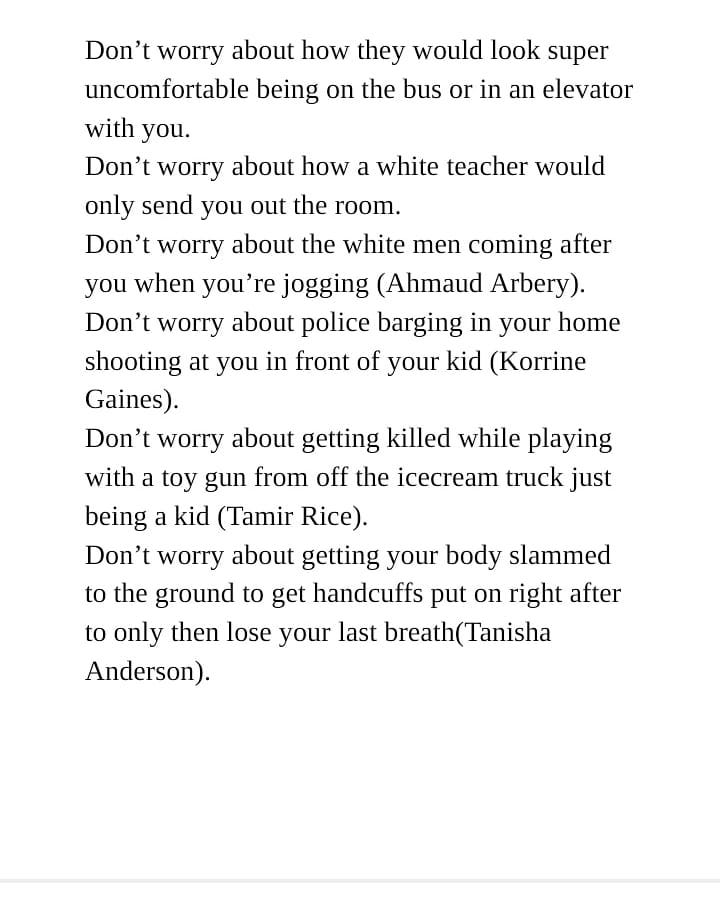 Don’t worry about how they would look super
uncomfortable being on the bus or in an elevator
with you.
Don’t worry about how a white teacher would
only send you out the room.
Don’t worry about the white men coming after
you when you’re jogging (Ahmaud Arbery).
Don’t worry about police barging in your home
shooting at you in front of your kid (Korrine
Gaines).
Don’t worry about getting killed while playing
with a toy gun from off the icecream truck just
being a kid (Tamir Rice).
Don’t worry about getting your body slammed
to the ground to get handcuffs put on right after
to only then lose your last breath(Tanisha
Anderson).